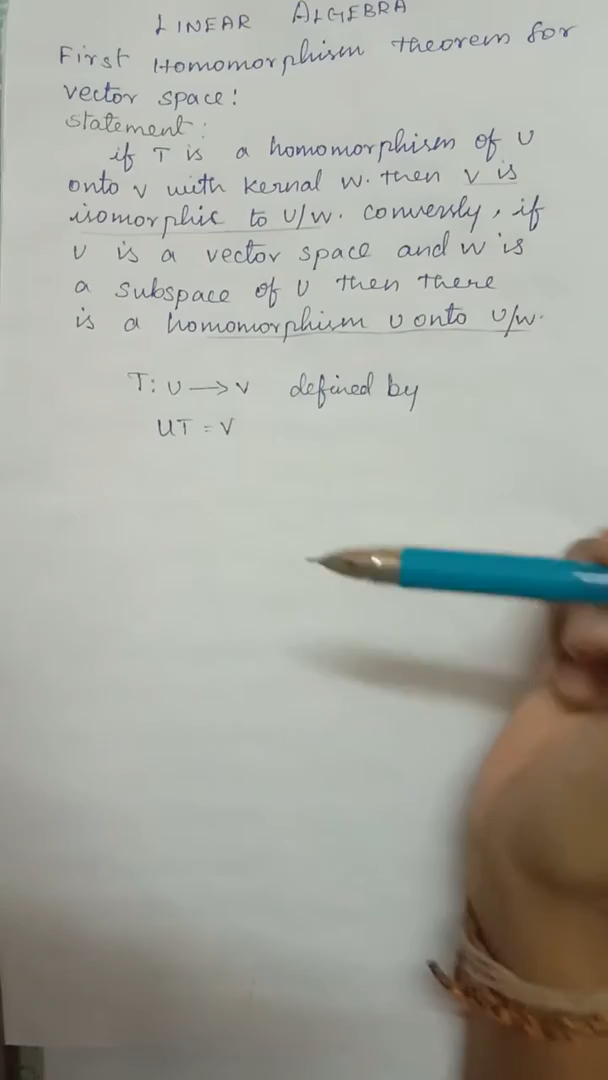 LINEAR ALGEBRA
First Homomorphism theorem for
vector space:
statement:
if T is a homomorphism of U
onto V with kernal W. then V is
isomorphic to U/W. conversly, if
U is a vector space and W is
a subspace of U then there
is a homomorphism U onto U/W.
T: U → V defined by
UT = V